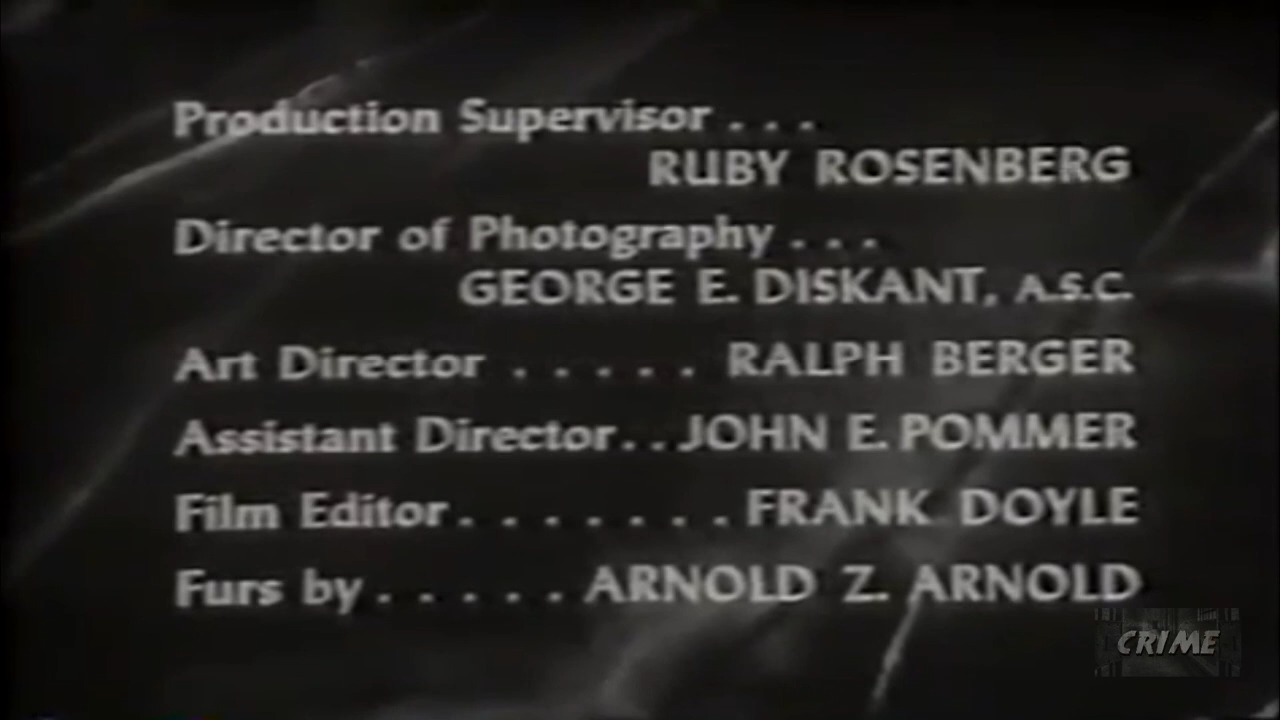 Production Supervisor . . .
RUBY ROSENBERG
Director of Photography . . .
GEORGE E. DISKANT, A.S.C.
Art Director . . . . . RALPH BERGER
Assistant Director. . JOHN E. POMMER
Film Editor. . . . . . . FRANK DOYLE
Furs by . . . . . ARNOLD Z. ARNOLD
CRIME